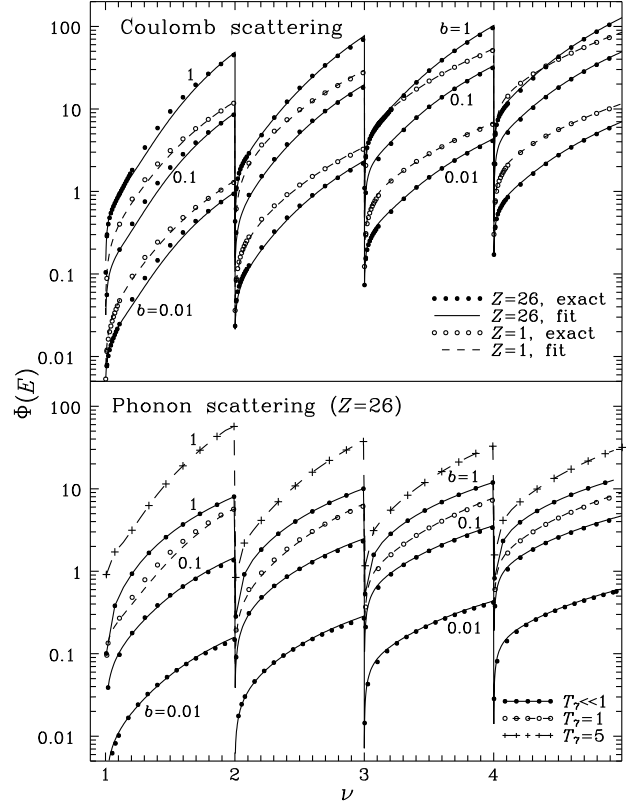 Coulomb scattering
b=1
100
1
10
0.1
0.1
1
0.01
0.1
b=0.01
Z=26, exact
Z=26, fit
Z=1, exact
Z=1, fit
0.01
Φ(E)
Phonon scattering (Z=26)
100
1
b=1
10
1
0.1
0.1
1
0.01
0.1
b=0.01
T₇<<1
T₇=1
T₇=5
0.01
1 2 3 4
ν